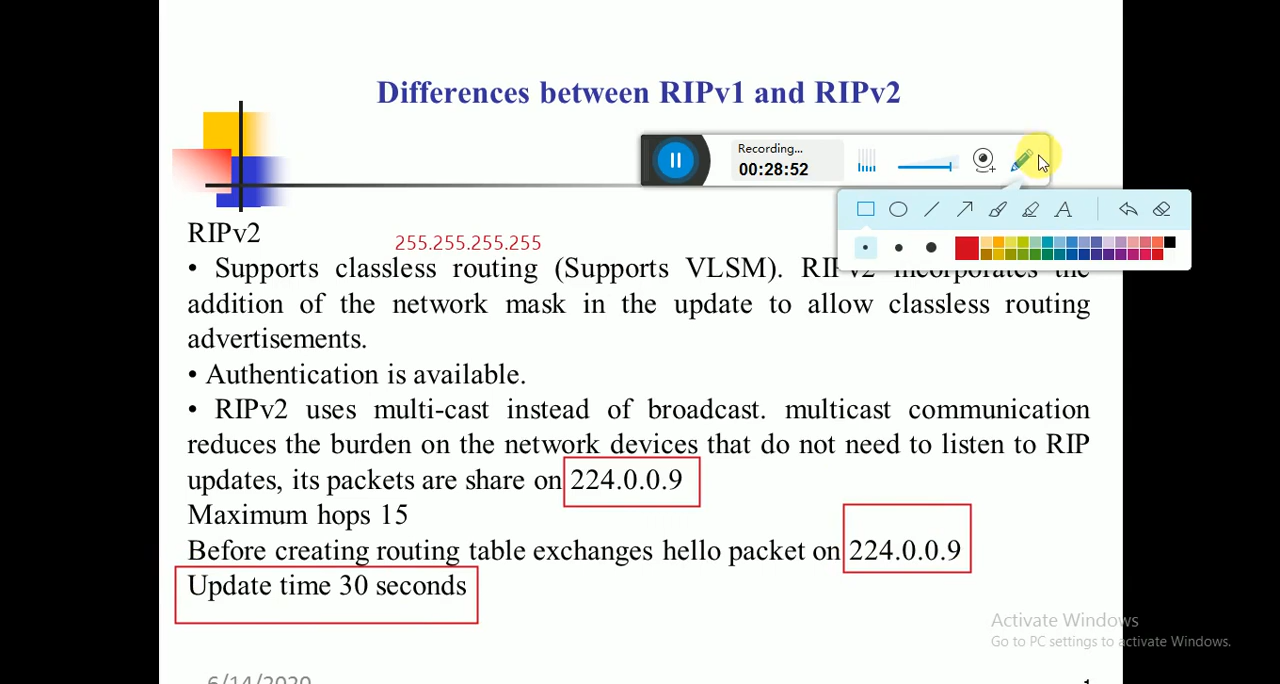 Differences between RIPv1 and RIPv2
Recording...
00:28:52
A
RIPv2
255.255.255.255
• Supports classless routing (Supports VLSM). RIPv2 incorporates the
addition of the network mask in the update to allow classless routing
advertisements.
• Authentication is available.
• RIPv2 uses multi-cast instead of broadcast. multicast communication
reduces the burden on the network devices that do not need to listen to RIP
updates, its packets are share on 224.0.0.9
Maximum hops 15
Before creating routing table exchanges hello packet on 224.0.0.9
Update time 30 seconds
Activate Windows
Go to PC settings to activate Windows.
6/14/2020
1